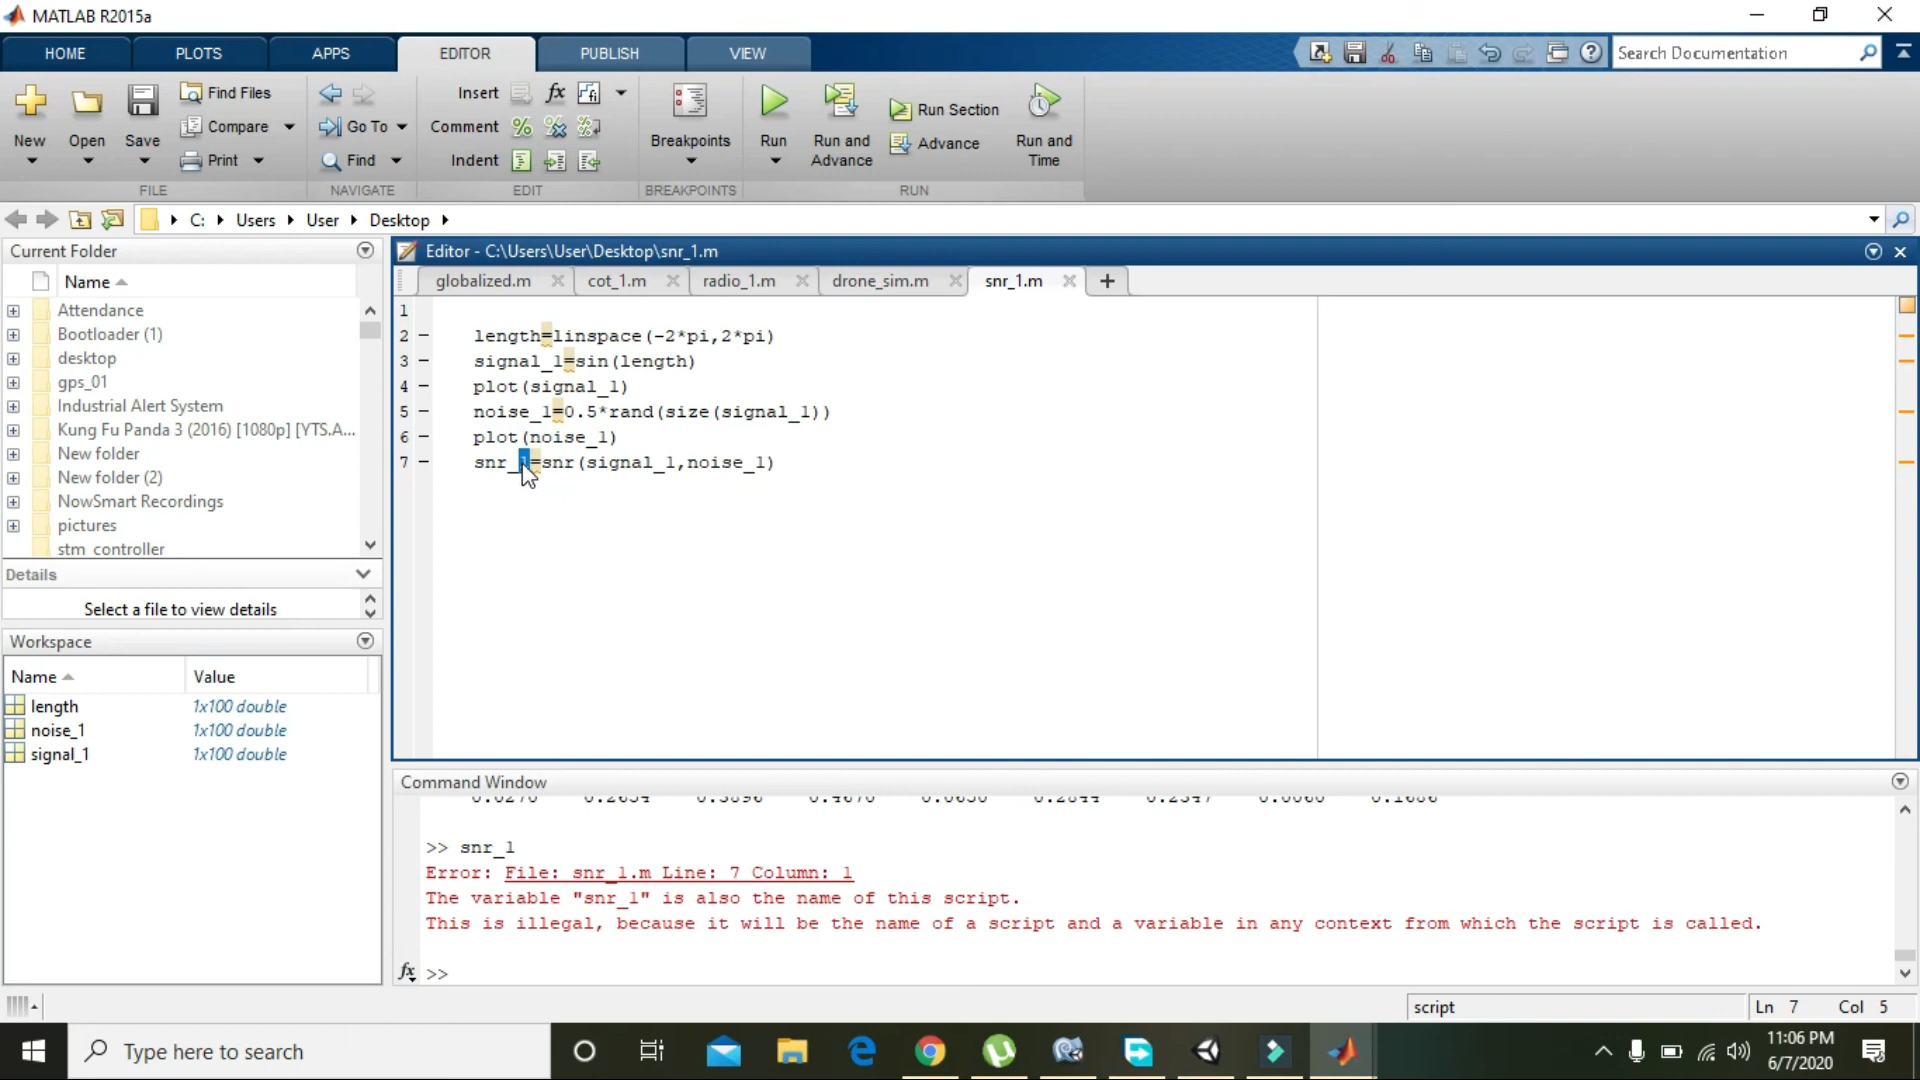 MATLAB R2015a
HOME PLOTS APPS EDITOR PUBLISH VIEW Search Documentation
New Open Save Find Files Compare Print
Go To Find
Insert Comment Indent
Breakpoints
Run Run and Advance Run Section Advance Run and Time
FILE NAVIGATE EDIT BREAKPOINTS RUN
C: Users User Desktop
Current Folder
Name
Attendance
Bootloader (1)
desktop
gps_01
Industrial Alert System
Kung Fu Panda 3 (2016) [1080p] [YTS.A...
New folder
New folder (2)
NowSmart Recordings
pictures
stm controller
Details
Select a file to view details
Workspace
Name Value
length 1x100 double
noise_1 1x100 double
signal_1 1x100 double
Editor - C:\Users\User\Desktop\snr_1.m
globalized.m cot_1.m radio_1.m drone_sim.m snr_1.m
1
2 length=linspace(-2*pi,2*pi)
3 signal_1=sin(length)
4 plot(signal_1)
5 noise_1=0.5*rand(size(signal_1))
6 plot(noise_1)
7 snr_1=snr(signal_1,noise_1)
Command Window
>> snr_1
Error: File: snr_1.m Line: 7 Column: 1
The variable "snr_1" is also the name of this script.
This is illegal, because it will be the name of a script and a variable in any context from which the script is called.
fx >>
script Ln 7 Col 5
Type here to search
11:06 PM
6/7/2020